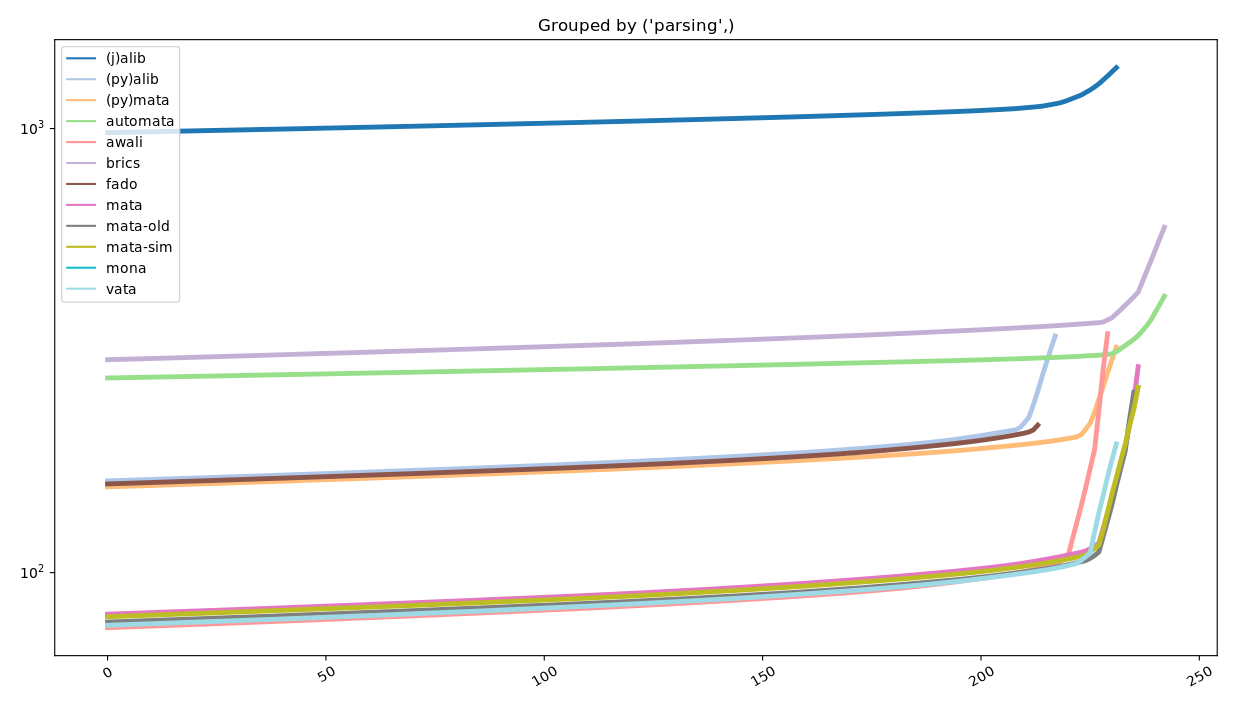 Grouped by ('parsing',)
(j)alib
(py)alib
(py)mata
automata
awali
brics
fado
mata
mata-old
mata-sim
mona
vata
10³
10²
0
50
100
150
200
250